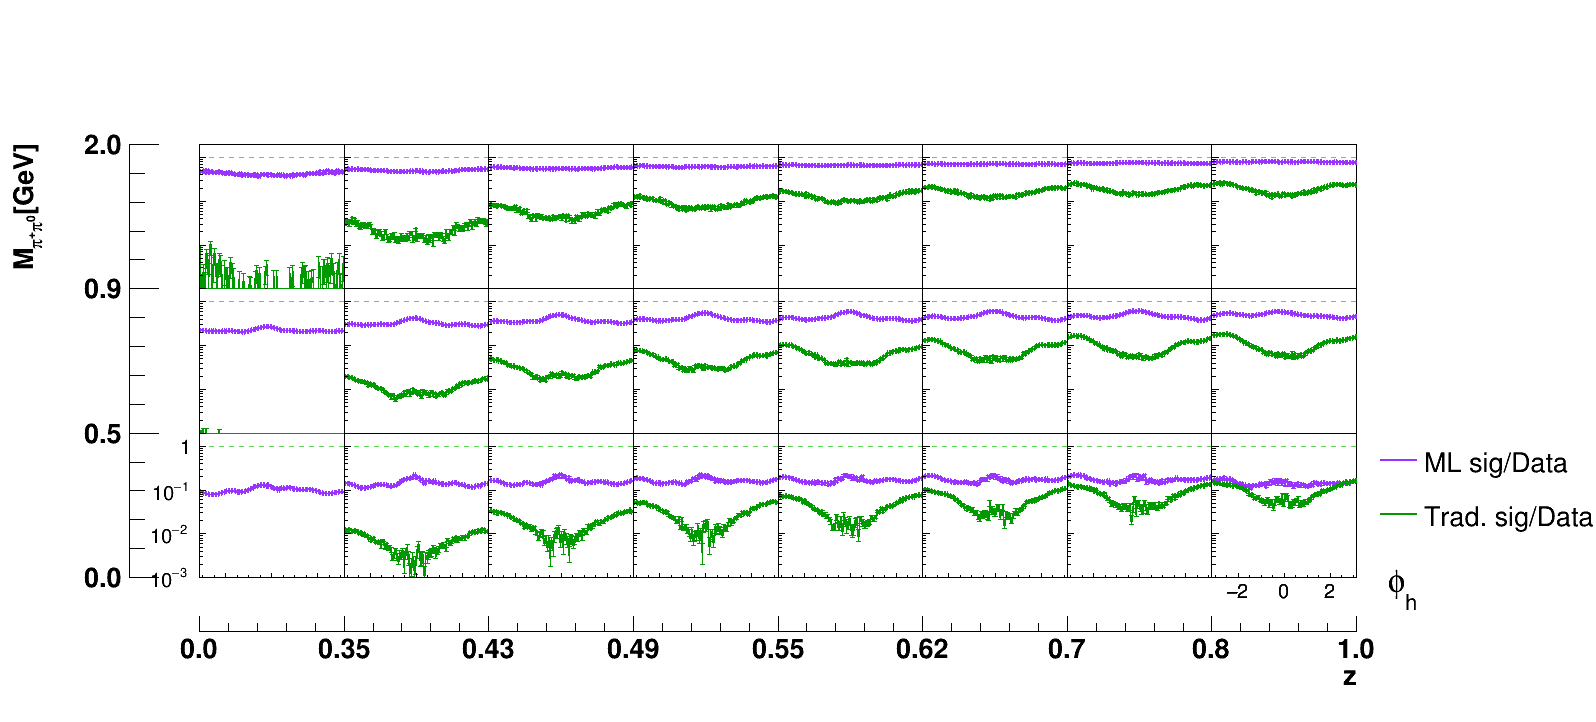 M π⁺π⁰ [GeV]
2.0
0.9
0.5
0.0
1
10⁻¹
10⁻²
10⁻³
ML sig/Data
Trad. sig/Data
−2 0 2
ϕh
0.0 0.35 0.43 0.49 0.55 0.62 0.7 0.8 1.0
z